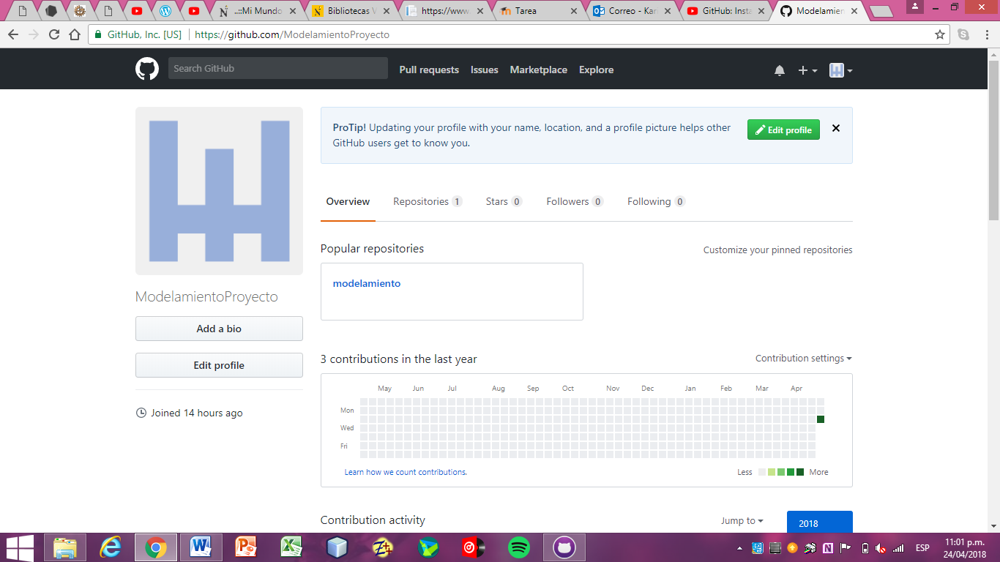 ..::Mi Mundo
Bibliotecas V
https://www
Tarea
Correo - Kar
GitHub: Insta
Modelamien
GitHub, Inc. [US]
https://github.com/ModelamientoProyecto
Search GitHub
Pull requests
Issues
Marketplace
Explore
ProTip! Updating your profile with your name, location, and a profile picture helps other
GitHub users get to know you.
Edit profile
Overview
Repositories 1
Stars 0
Followers 0
Following 0
Popular repositories
Customize your pinned repositories
modelamiento
ModelamientoProyecto
Add a bio
Edit profile
Joined 14 hours ago
3 contributions in the last year
Contribution settings
May Jun Jul Aug Sep Oct Nov Dec Jan Feb Mar Apr
Mon
Wed
Fri
Learn how we count contributions.
Less
More
Contribution activity
Jump to
2018
ESP
11:01 p.m.
24/04/2018